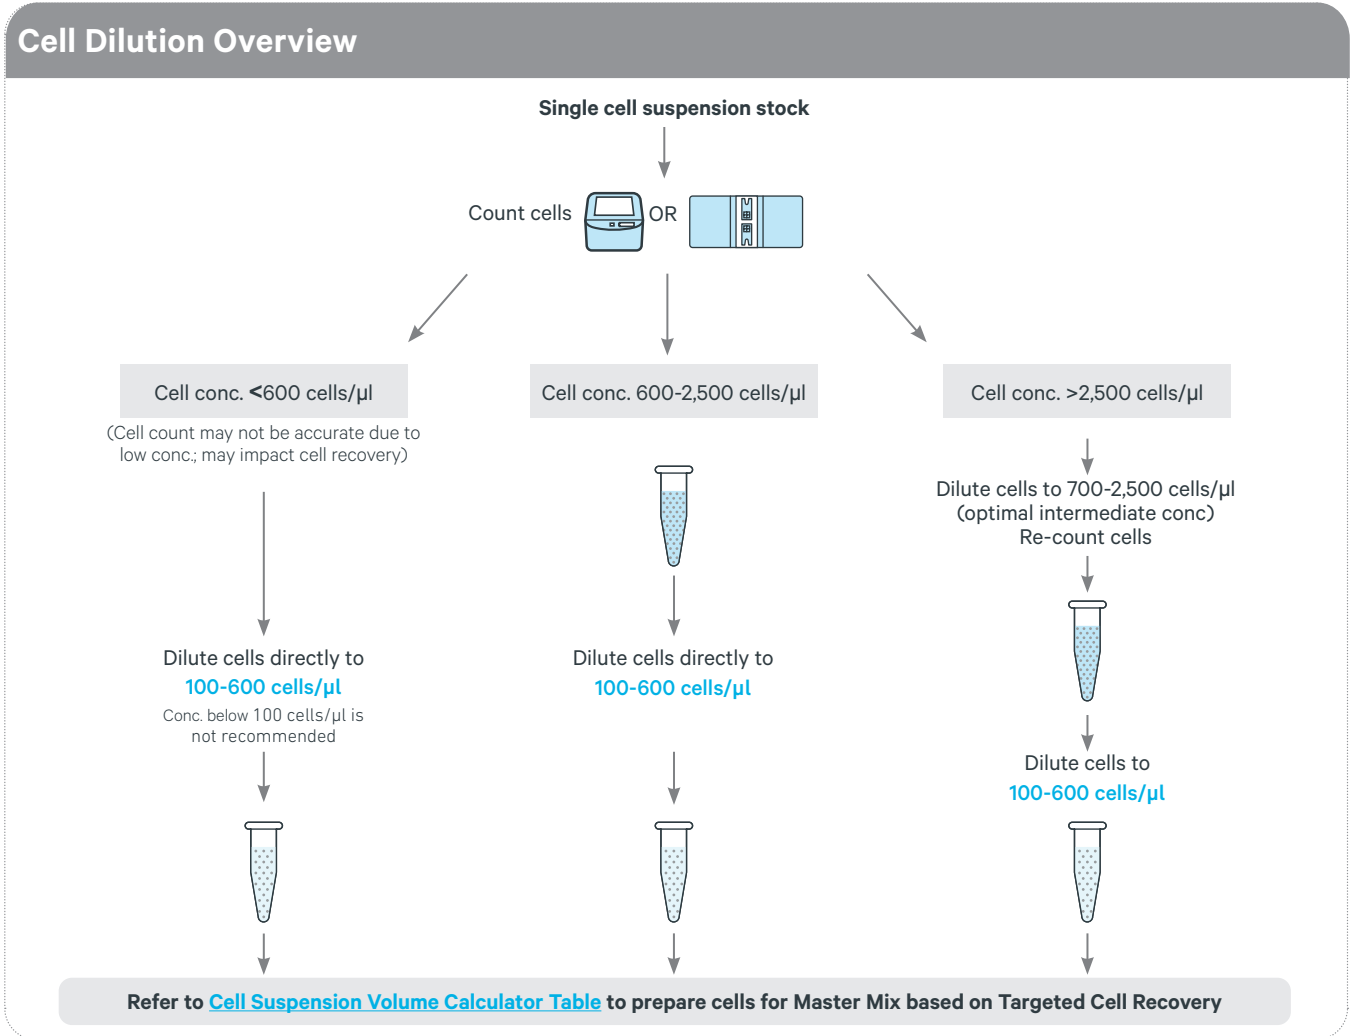 Cell Dilution Overview
Single cell suspension stock
Count cells
OR
Cell conc. <600 cells/µl
(Cell count may not be accurate due to
low conc.; may impact cell recovery)
Dilute cells directly to
100-600 cells/µl
Conc. below 100 cells/µl is
not recommended
Cell conc. 600-2,500 cells/µl
Dilute cells directly to
100-600 cells/µl
Cell conc. >2,500 cells/µl
Dilute cells to 700-2,500 cells/µl
(optimal intermediate conc)
Re-count cells
Dilute cells to
100-600 cells/µl
Refer to Cell Suspension Volume Calculator Table to prepare cells for Master Mix based on Targeted Cell Recovery